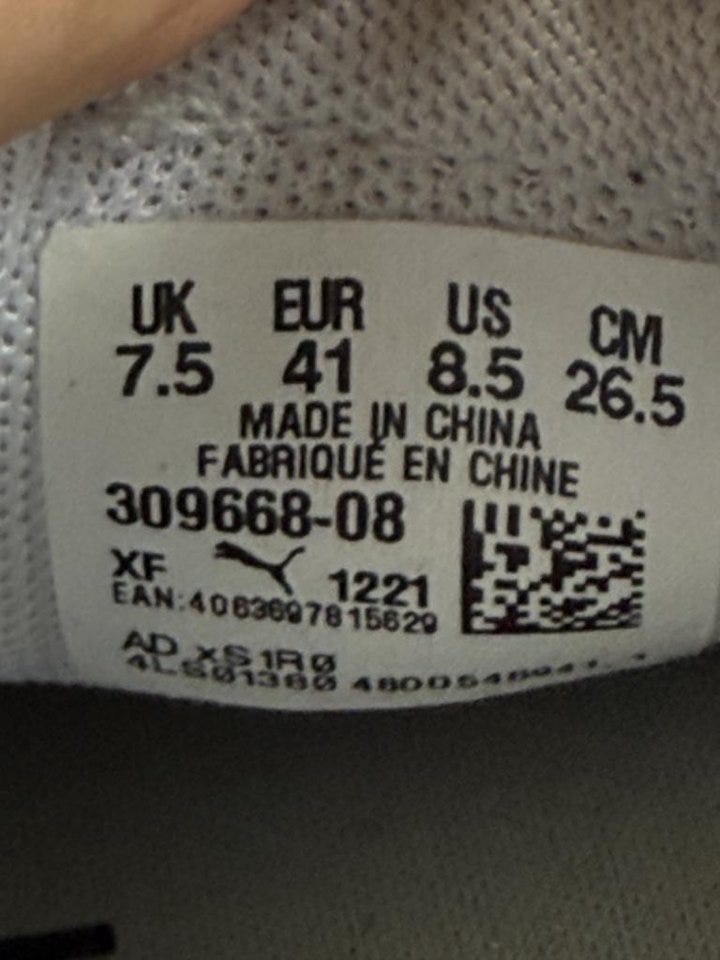 UK EUR US CM
7.5 41 8.5 26.5
MADE IN CHINA
FABRIQUÉ EN CHINE
309668-08
XF 1221
EAN:4063697815629
AD xS1R0
4LS01380